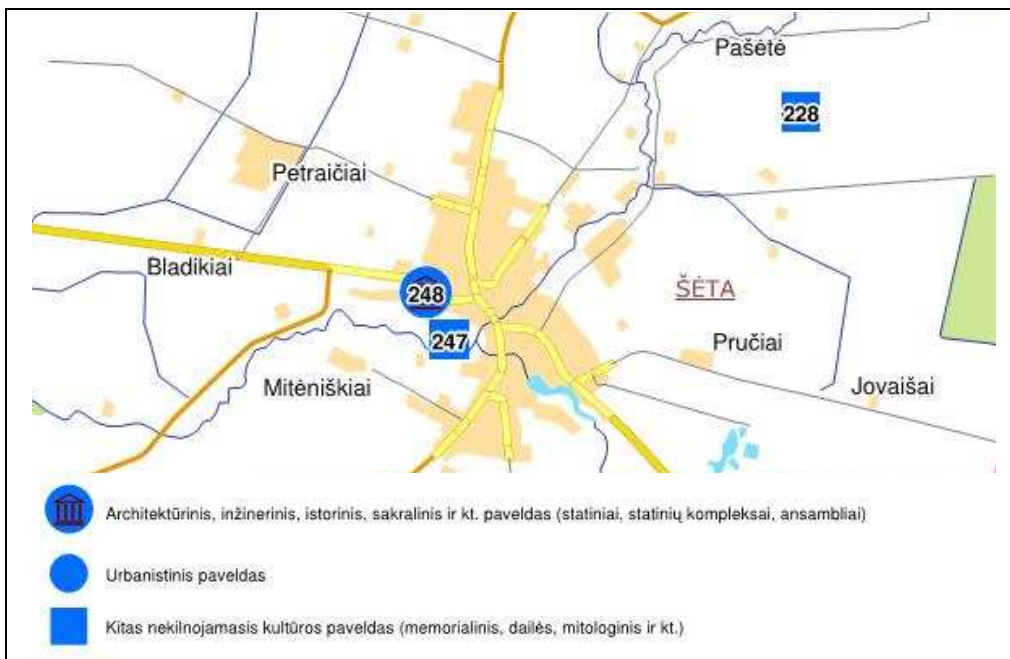 Pašėtė
228
Petraičiai
Bladikiai
248
ŠĖTA
247
Pručiai
Mitėniškiai
Jovaišai
Architektūrinis, inžinerinis, istorinis, sakralinis ir kt. paveldas (statiniai, statinių kompleksai, ansambliai)
Urbanistinis paveldas
Kitas nekilnojamasis kultūros paveldas (memorialinis, dailės, mitologinis ir kt.)